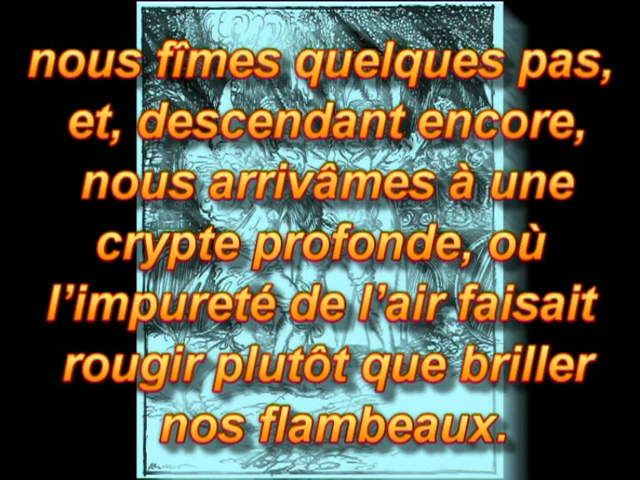 nous fîmes quelques pas,
et, descendant encore,
nous arrivâmes à une
crypte profonde, où
l’impureté de l’air faisait
rougir plutôt que briller
nos flambeaux.